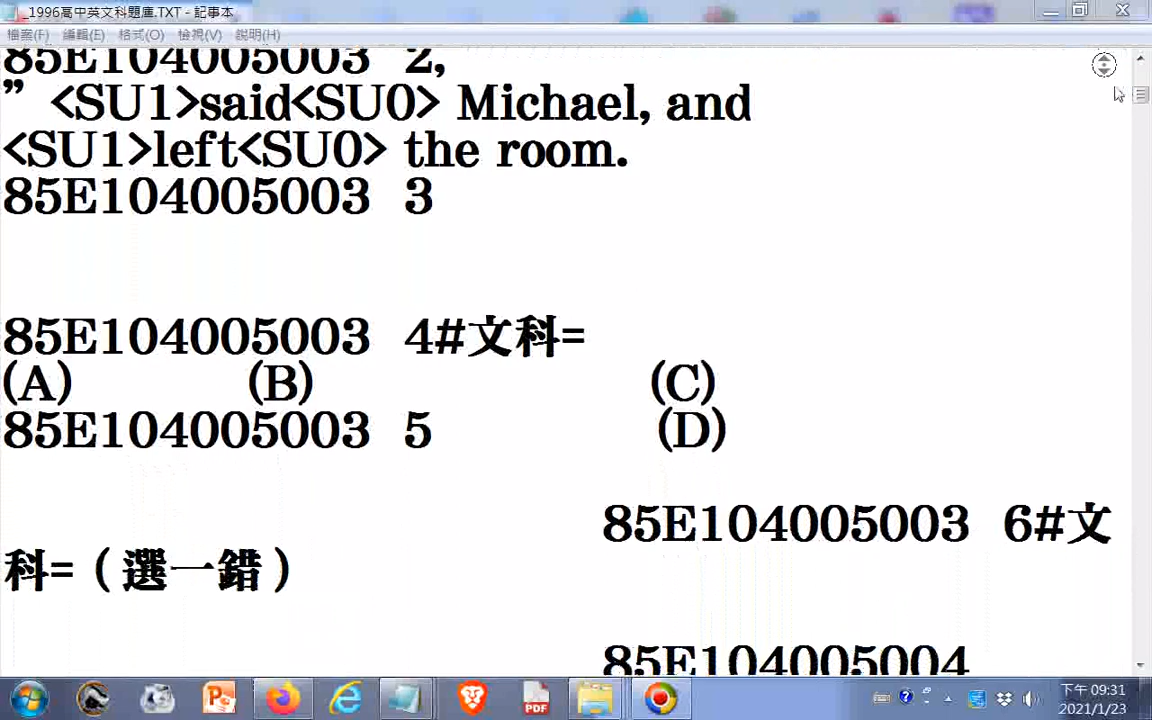 _1996高中英文科題庫.TXT - 記事本
檔案(F) 編輯(E) 格式(O) 檢視(V) 說明(H)
85E104005003 2,
” <SU1>said<SU0> Michael, and
<SU1>left<SU0> the room.
85E104005003 3
85E104005003 4#文科=
(A) (B) (C)
85E104005003 5 (D)
85E104005003 6#文
科=(選一錯)
85E104005004
PDF
下午 09:31
2021/1/23